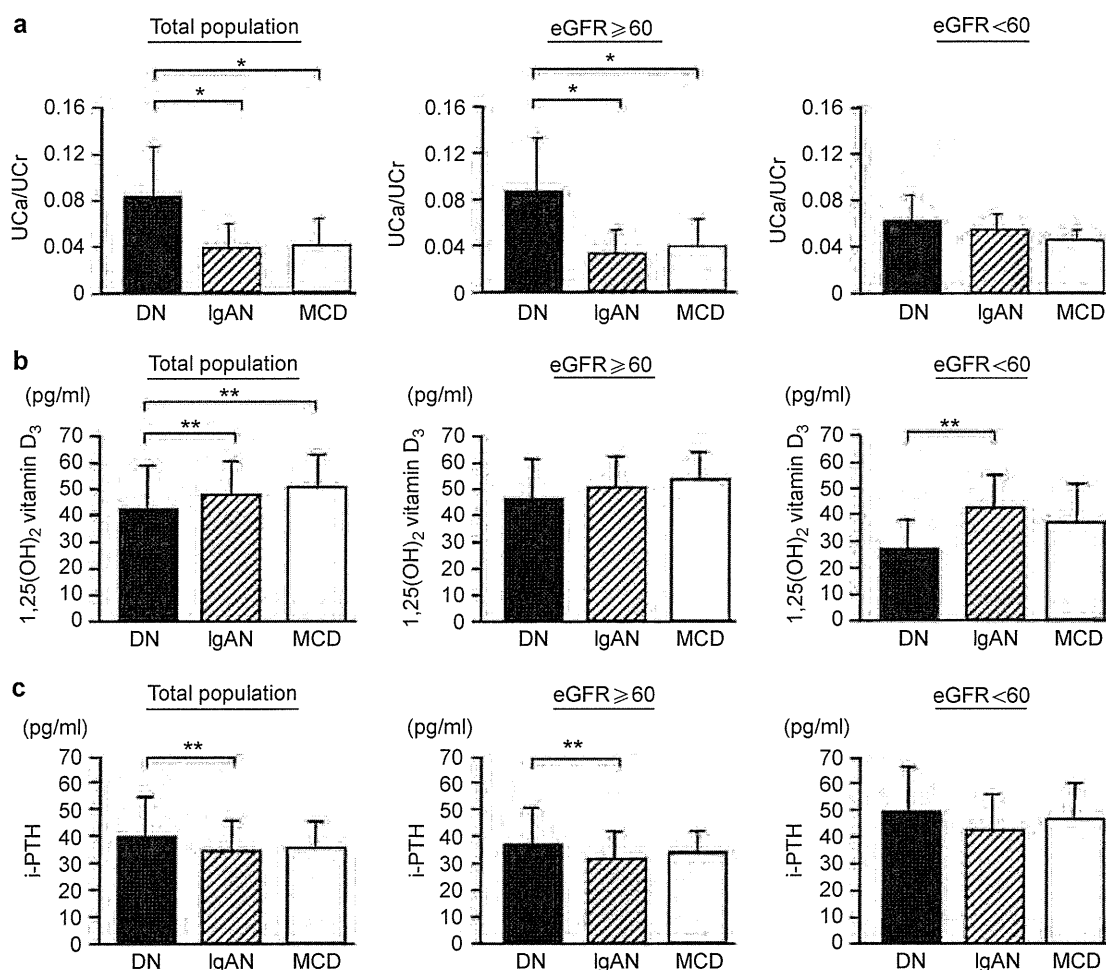 a
Total population
eGFR≥60
eGFR<60
*
*
*
*
0.16
0.12
0.08
0.04
0
UCa/UCr
DN IgAN MCD
0.16
0.12
0.08
0.04
0
UCa/UCr
DN IgAN MCD
0.16
0.12
0.08
0.04
0
UCa/UCr
DN IgAN MCD
b
Total population
eGFR≥60
eGFR<60
(pg/ml)
**
**
70
60
50
40
30
20
10
0
1,25(OH)₂ vitamin D₃
DN IgAN MCD
(pg/ml)
70
60
50
40
30
20
10
0
1,25(OH)₂ vitamin D₃
DN IgAN MCD
(pg/ml)
**
70
60
50
40
30
20
10
0
1,25(OH)₂ vitamin D₃
DN IgAN MCD
c
Total population
eGFR≥60
eGFR<60
(pg/ml)
**
70
60
50
40
30
20
10
0
i-PTH
DN IgAN MCD
(pg/ml)
**
70
60
50
40
30
20
10
0
i-PTH
DN IgAN MCD
(pg/ml)
70
60
50
40
30
20
10
0
i-PTH
DN IgAN MCD